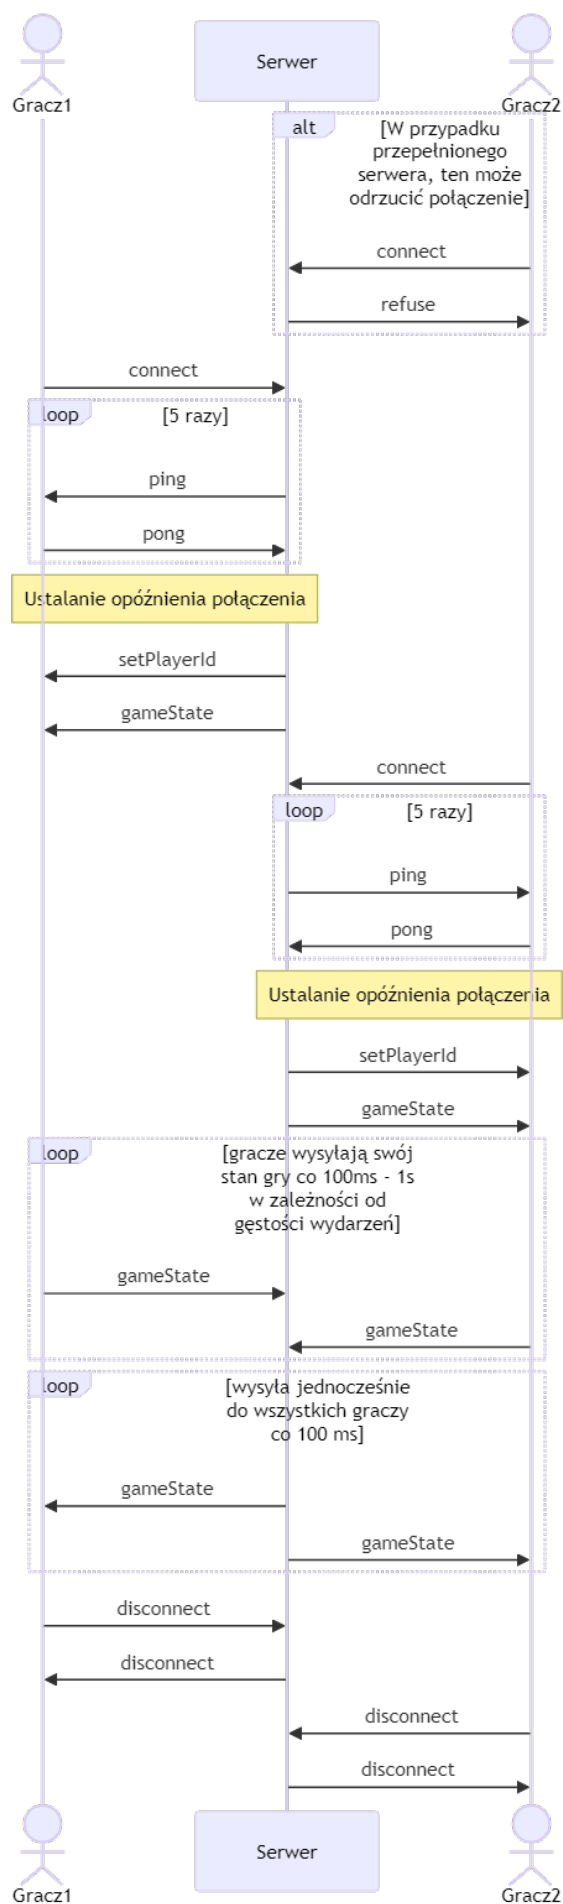 Serwer
Gracz1
Gracz2
alt
[W przypadku
przepełnionego
serwera, ten może
odrzucić połączenie]
connect
refuse
connect
loop
[5 razy]
ping
pong
Ustalanie opóźnienia połączenia
setPlayerId
gameState
connect
loop
[5 razy]
ping
pong
Ustalanie opóźnienia połączenia
setPlayerId
gameState
loop
[gracze wysyłają swój
stan gry co 100ms - 1s
w zależności od
gęstości wydarzeń]
gameState
gameState
loop
[wysyła jednocześnie
do wszystkich graczy
co 100 ms]
gameState
gameState
disconnect
disconnect
disconnect
disconnect
Serwer
Gracz1
Gracz2